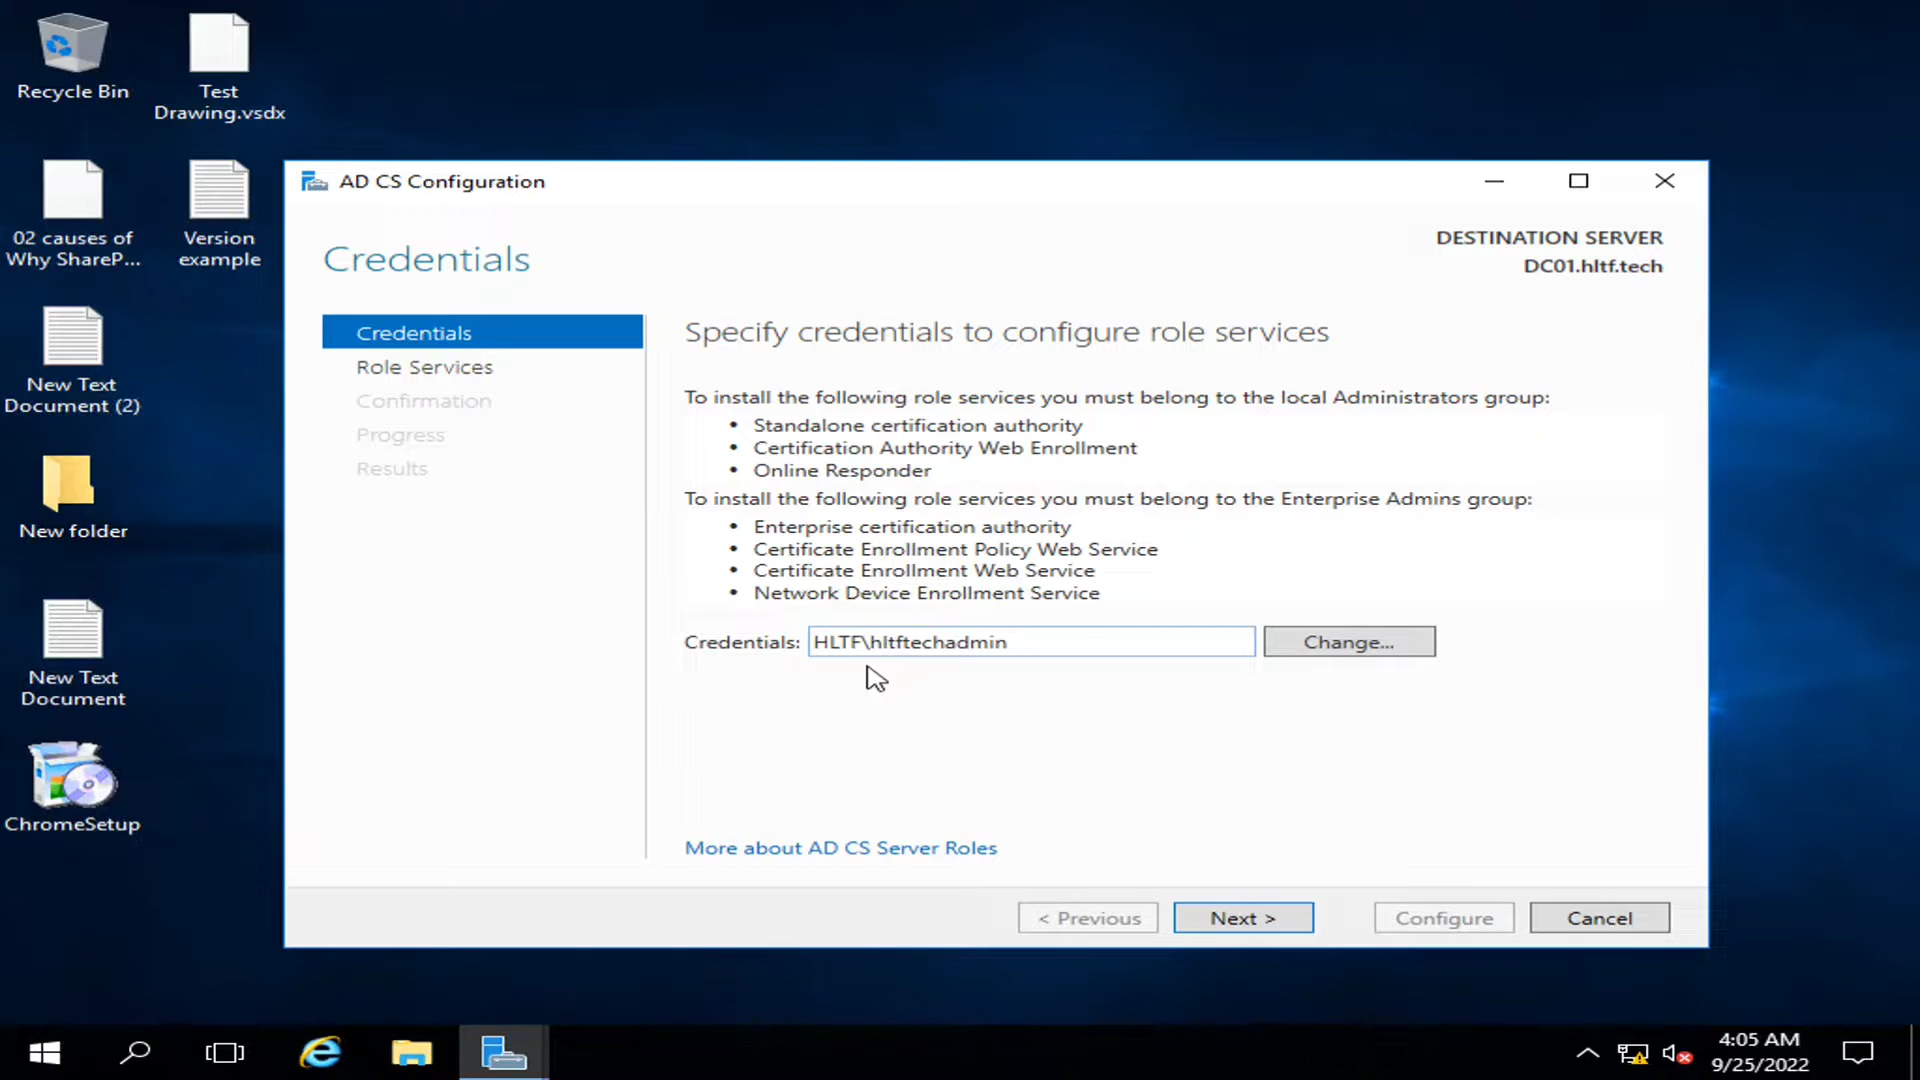 Recycle Bin
Test
Drawing.vsdx
02 causes of
Why ShareP...
Version
example
New Text
Document (2)
New folder
New Text
Document
ChromeSetup
AD CS Configuration
Credentials
DESTINATION SERVER
DC01.hltf.tech
Credentials
Role Services
Confirmation
Progress
Results
Specify credentials to configure role services
To install the following role services you must belong to the local Administrators group:
• Standalone certification authority
• Certification Authority Web Enrollment
• Online Responder
To install the following role services you must belong to the Enterprise Admins group:
• Enterprise certification authority
• Certificate Enrollment Policy Web Service
• Certificate Enrollment Web Service
• Network Device Enrollment Service
Credentials: HLTF\hltftechadmin Change...
More about AD CS Server Roles
< Previous Next > Configure Cancel
4:05 AM
9/25/2022